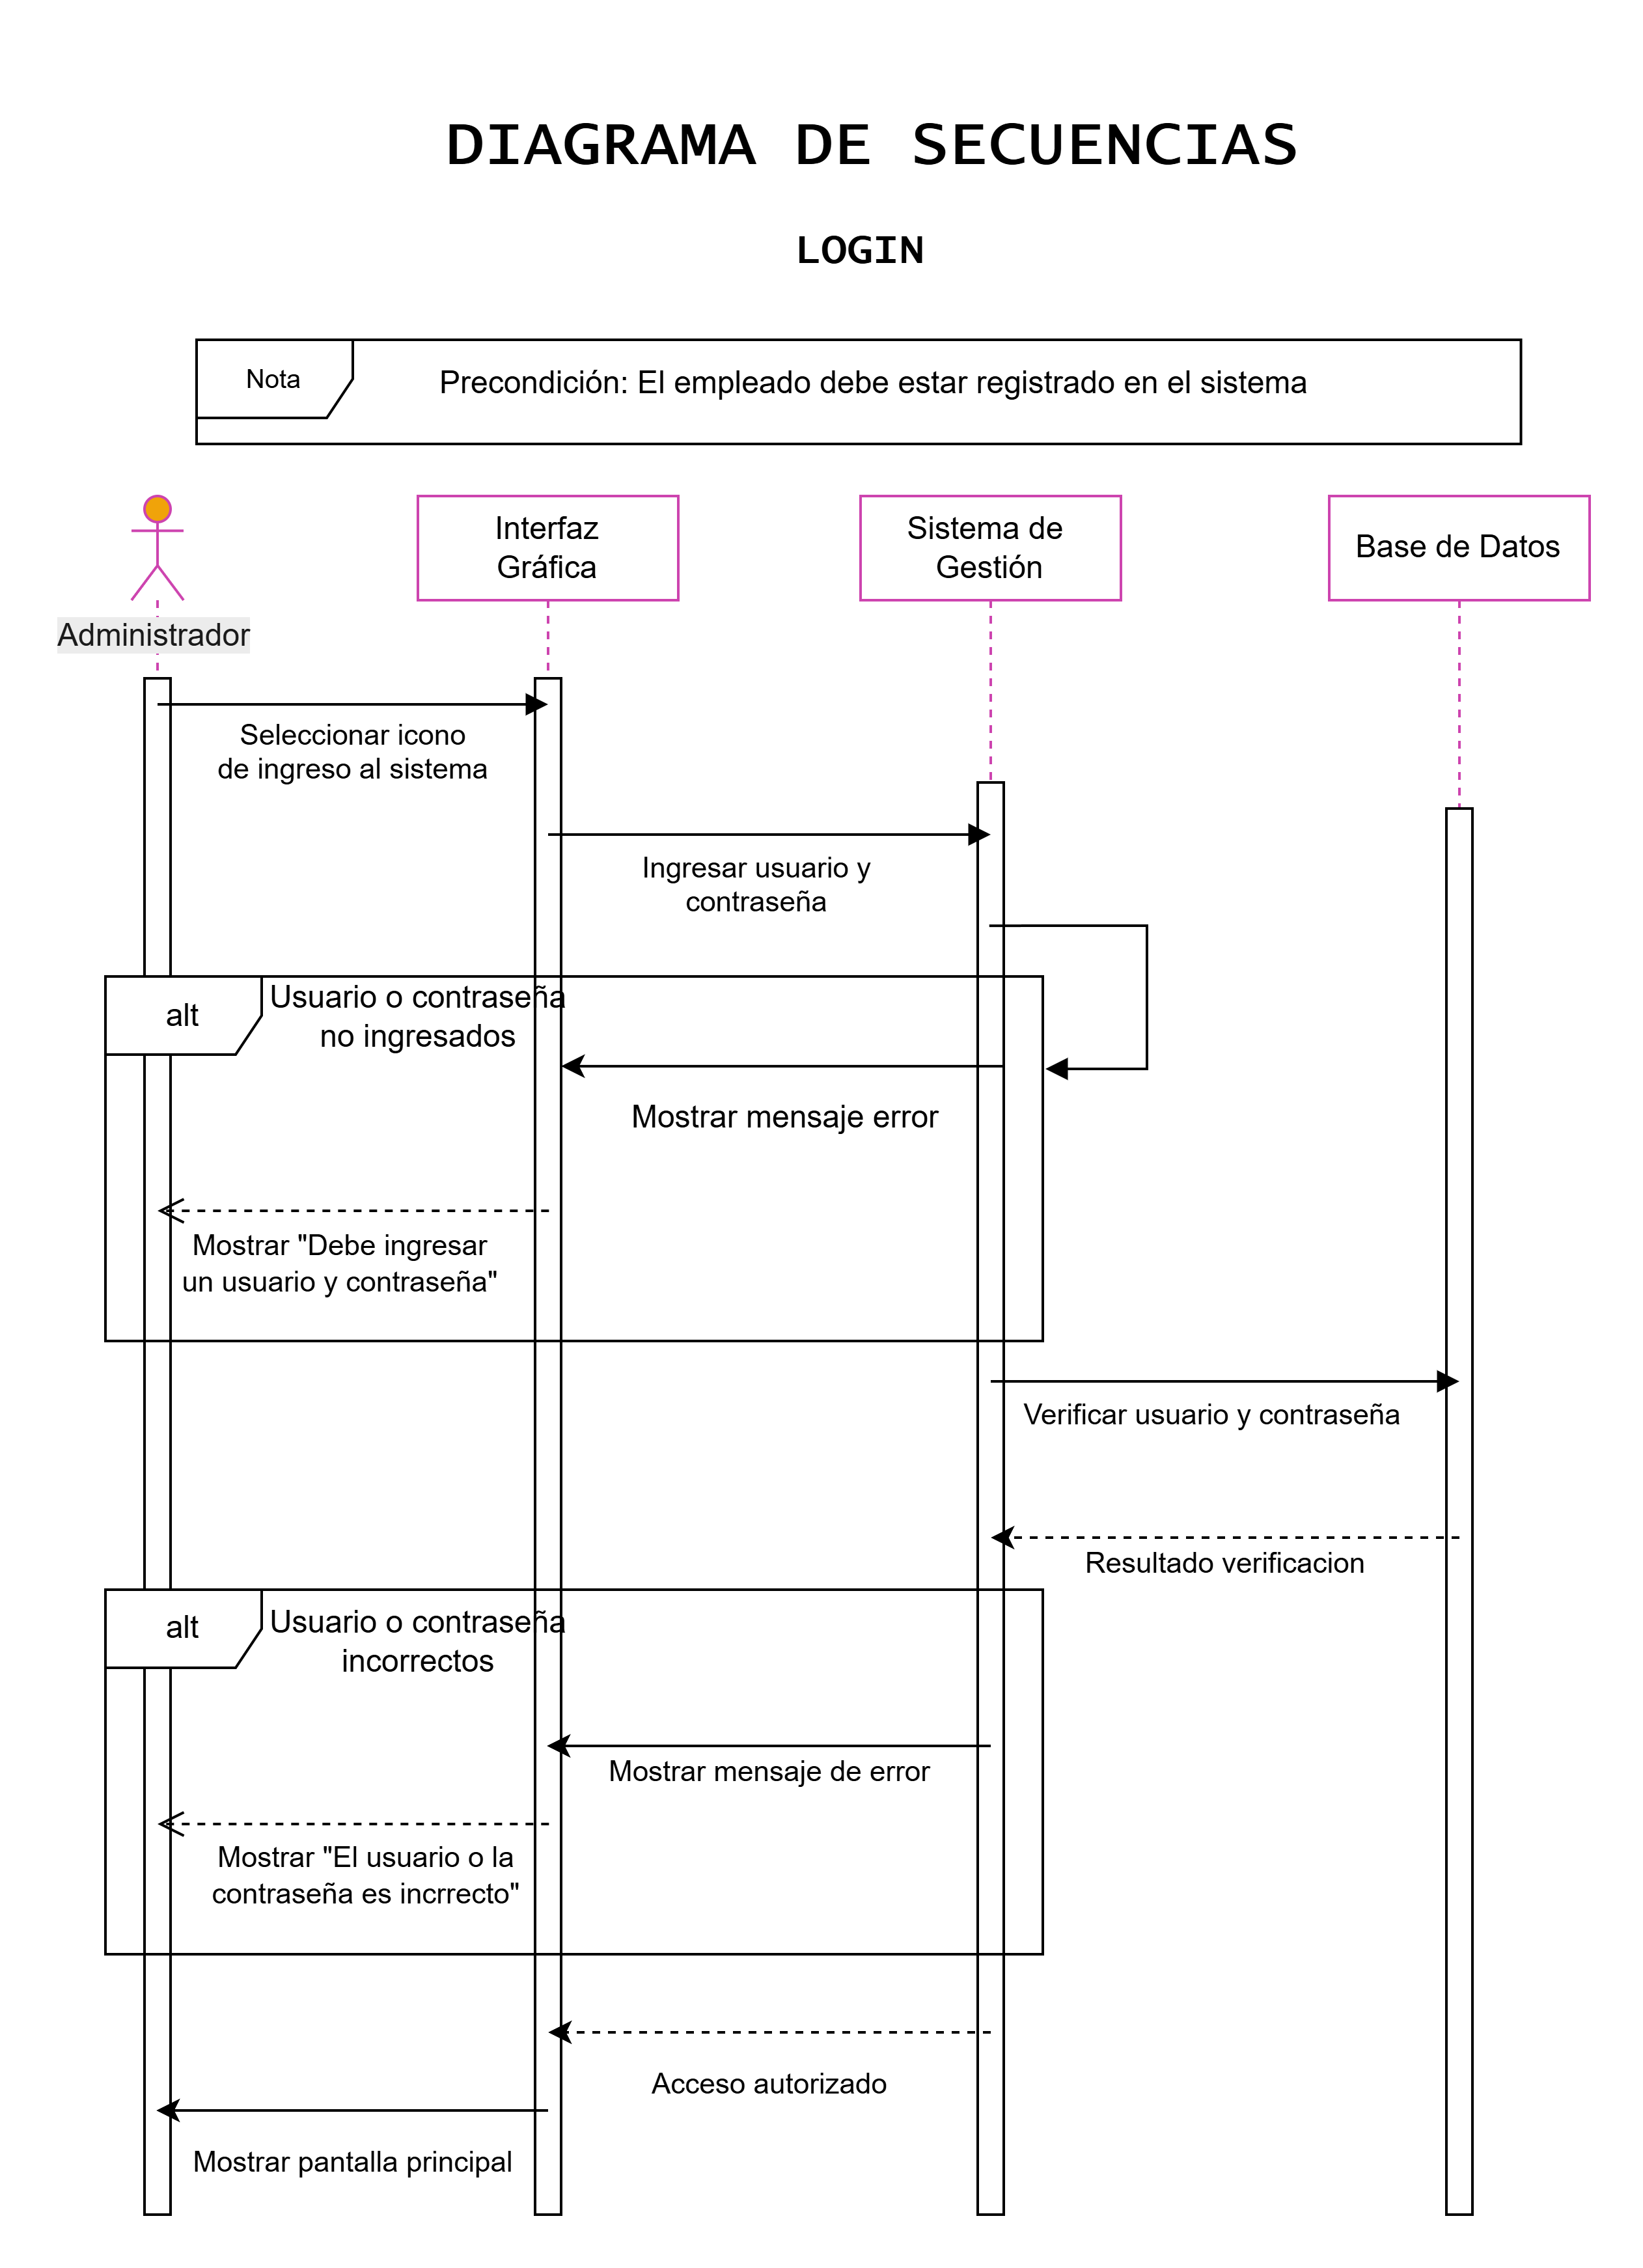 DIAGRAMA DE SECUENCIAS
LOGIN
Nota
Precondición: El empleado debe estar registrado en el sistema
Administrador
Interfaz
Gráfica
Sistema de
Gestión
Base de Datos
Seleccionar icono
de ingreso al sistema
Ingresar usuario y
contraseña
alt
Usuario o contraseña
no ingresados
Mostrar mensaje error
Mostrar "Debe ingresar
un usuario y contraseña"
Verificar usuario y contraseña
Resultado verificacion
alt
Usuario o contraseña
incorrectos
Mostrar mensaje de error
Mostrar "El usuario o la
contraseña es incrrecto"
Acceso autorizado
Mostrar pantalla principal